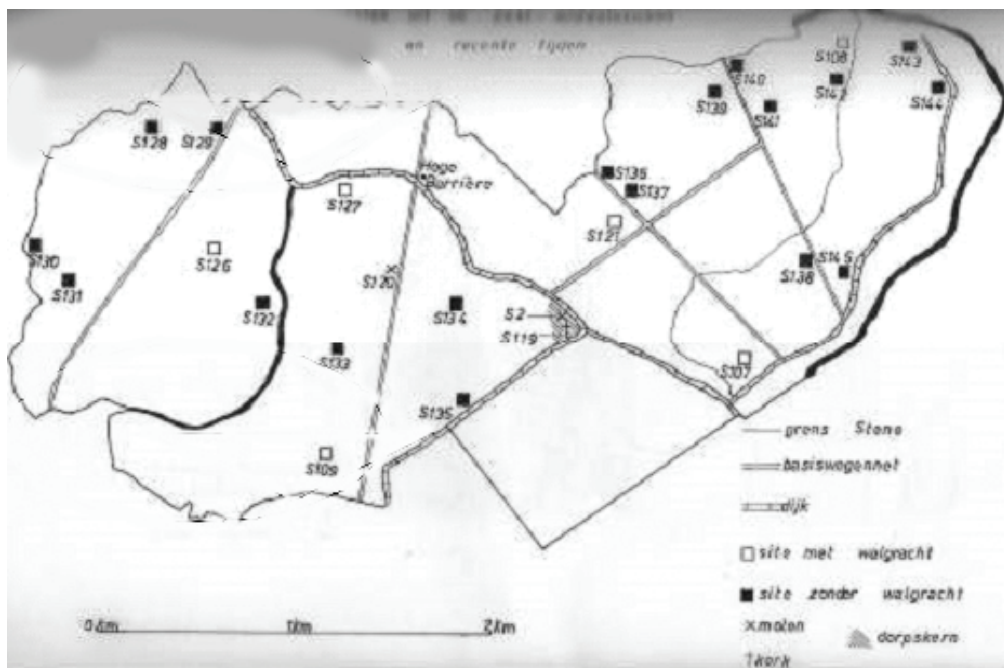 en recente tijden
S108
S143
S140
S139
S142
S144
S141
S128
S129
Hoge
Barrière
S136
S137
S127
S121
S130
S126
S145
S138
S131
S120
S132
S134
S2
S119
S133
S107
S135
S109
grens Stene
basiswegennet
dijk
site met walgracht
site zonder walgracht
molen
dorpskern
kerk
0km 1km 2km